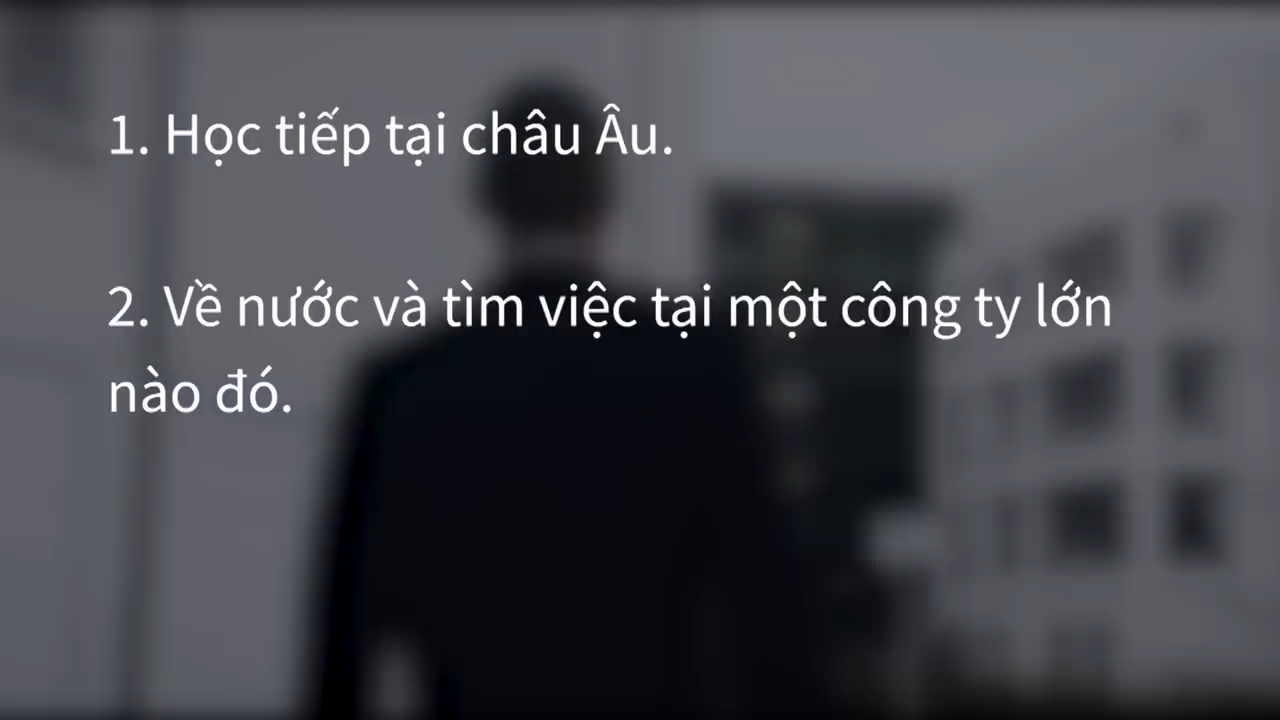 1. Học tiếp tại châu Âu.
2. Về nước và tìm việc tại một công ty lớn
nào đó.